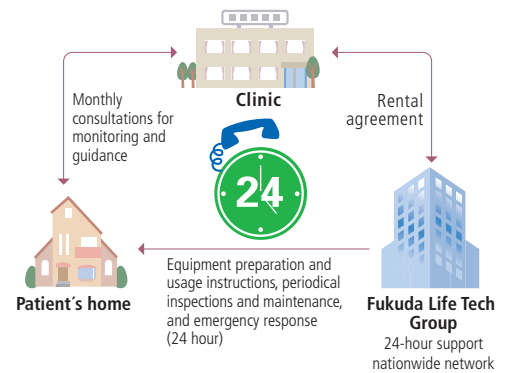 Clinic
Monthly
consultations for
monitoring and
guidance
Rental
agreement
24
Equipment preparation and
usage instructions, periodical
inspections and maintenance,
and emergency response
(24 hour)
Patient´s home
Fukuda Life Tech
Group
24-hour support
nationwide network